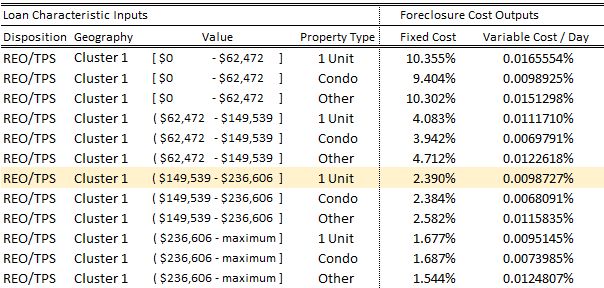 Loan Characteristic Inputs Foreclosure Cost Outputs
Disposition Geography Value Property Type Fixed Cost Variable Cost / Day
REO/TPS Cluster 1 [ $0 - $62,472 ] 1 Unit 10.355% 0.0165554%
REO/TPS Cluster 1 [ $0 - $62,472 ] Condo 9.404% 0.0098925%
REO/TPS Cluster 1 [ $0 - $62,472 ] Other 10.302% 0.0151298%
REO/TPS Cluster 1 ( $62,472 - $149,539 ] 1 Unit 4.083% 0.0111710%
REO/TPS Cluster 1 ( $62,472 - $149,539 ] Condo 3.942% 0.0069791%
REO/TPS Cluster 1 ( $62,472 - $149,539 ] Other 4.712% 0.0122618%
REO/TPS Cluster 1 ( $149,539 - $236,606 ] 1 Unit 2.390% 0.0098727%
REO/TPS Cluster 1 ( $149,539 - $236,606 ] Condo 2.384% 0.0068091%
REO/TPS Cluster 1 ( $149,539 - $236,606 ] Other 2.582% 0.0115835%
REO/TPS Cluster 1 ( $236,606 - maximum ] 1 Unit 1.677% 0.0095145%
REO/TPS Cluster 1 ( $236,606 - maximum ] Condo 1.687% 0.0073985%
REO/TPS Cluster 1 ( $236,606 - maximum ] Other 1.544% 0.0124807%